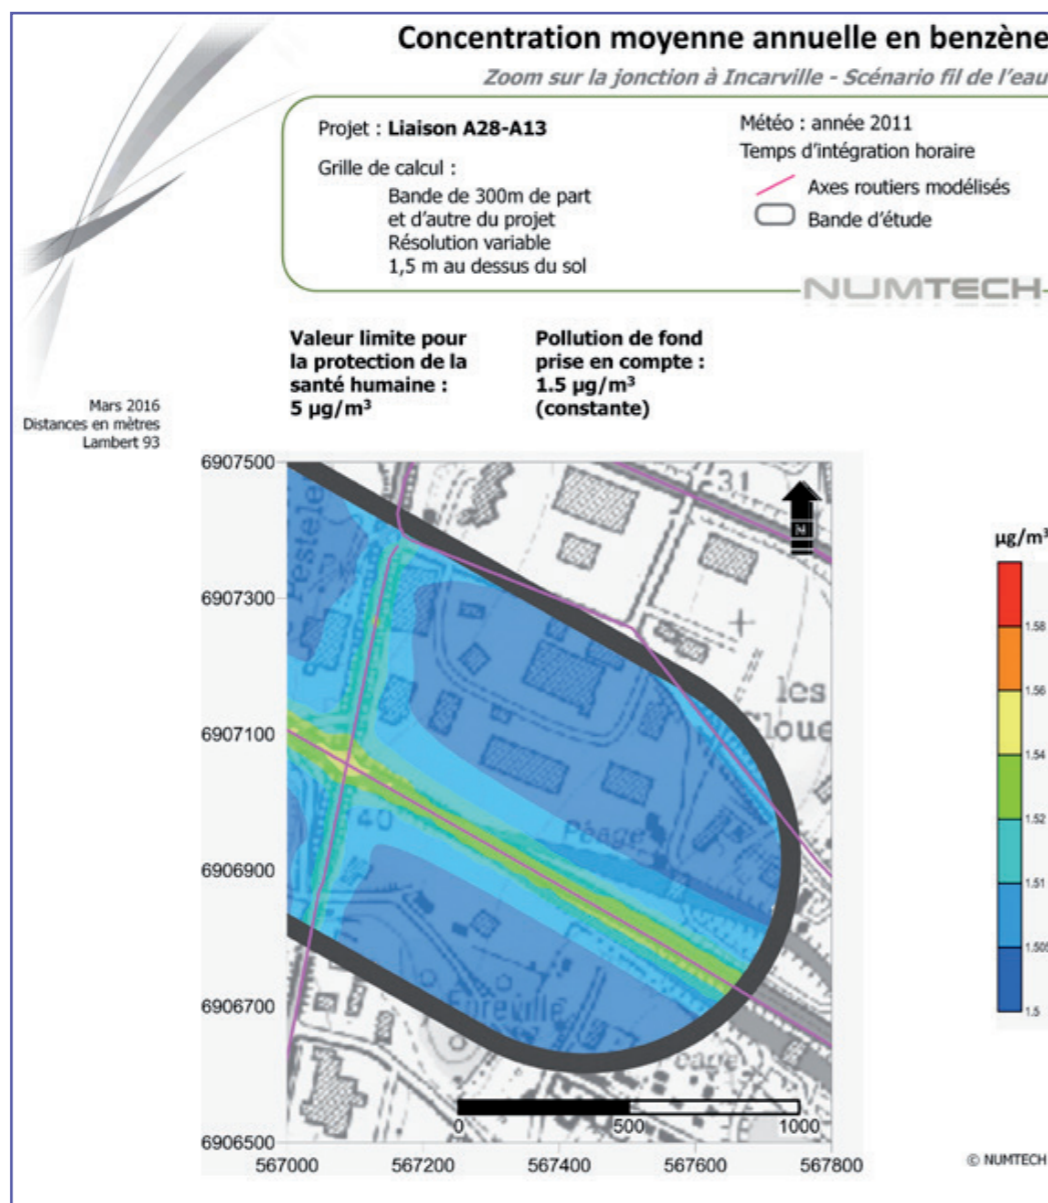 Concentration moyenne annuelle en benzène
Zoom sur la jonction à Incarville - Scénario fil de l'eau
Projet : Liaison A28-A13
Grille de calcul :
Bande de 300m de part
et d'autre du projet
Résolution variable
1,5 m au dessus du sol
Météo : année 2011
Temps d'intégration horaire
Axes routiers modélisés
Bande d'étude
NUMTECH
Valeur limite pour
la protection de la
santé humaine :
5 µg/m³
Pollution de fond
prise en compte :
1.5 µg/m³
(constante)
Mars 2016
Distances en mètres
Lambert 93
6907500
6907300
6907100
6906900
6906700
6906500
567000
567200
567400
567600
567800
31
N
les
40
Péage
0
500
1000
µg/m³
1.58
1.56
1.54
1.52
1.51
1.505
1.5
© NUMTECH